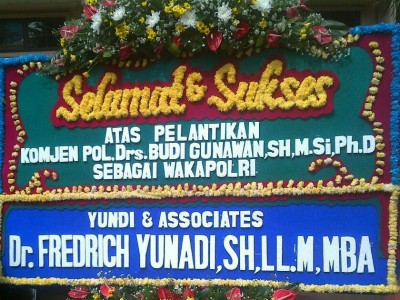 Selamat & Sukses
ATAS PELANTIKAN
KOMJEN POL.Drs.BUDI GUNAWAN,SH,M.Si,Ph.D
SEBAGAI WAKAPOLRI
YUNDI & ASSOCIATES
Dr. FREDRICH YUNADI,SH,LL.M,MBA